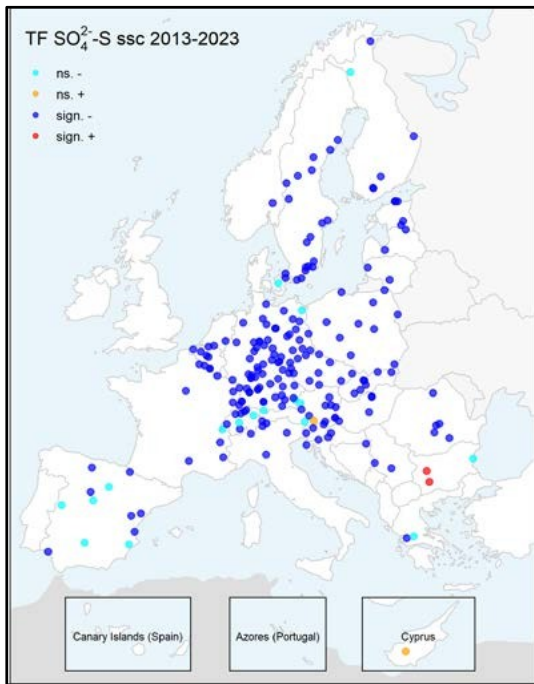 TF SO₄²⁻-S ssc 2013-2023
ns. -
ns. +
sign. -
sign. +
Canary Islands (Spain)
Azores (Portugal)
Cyprus